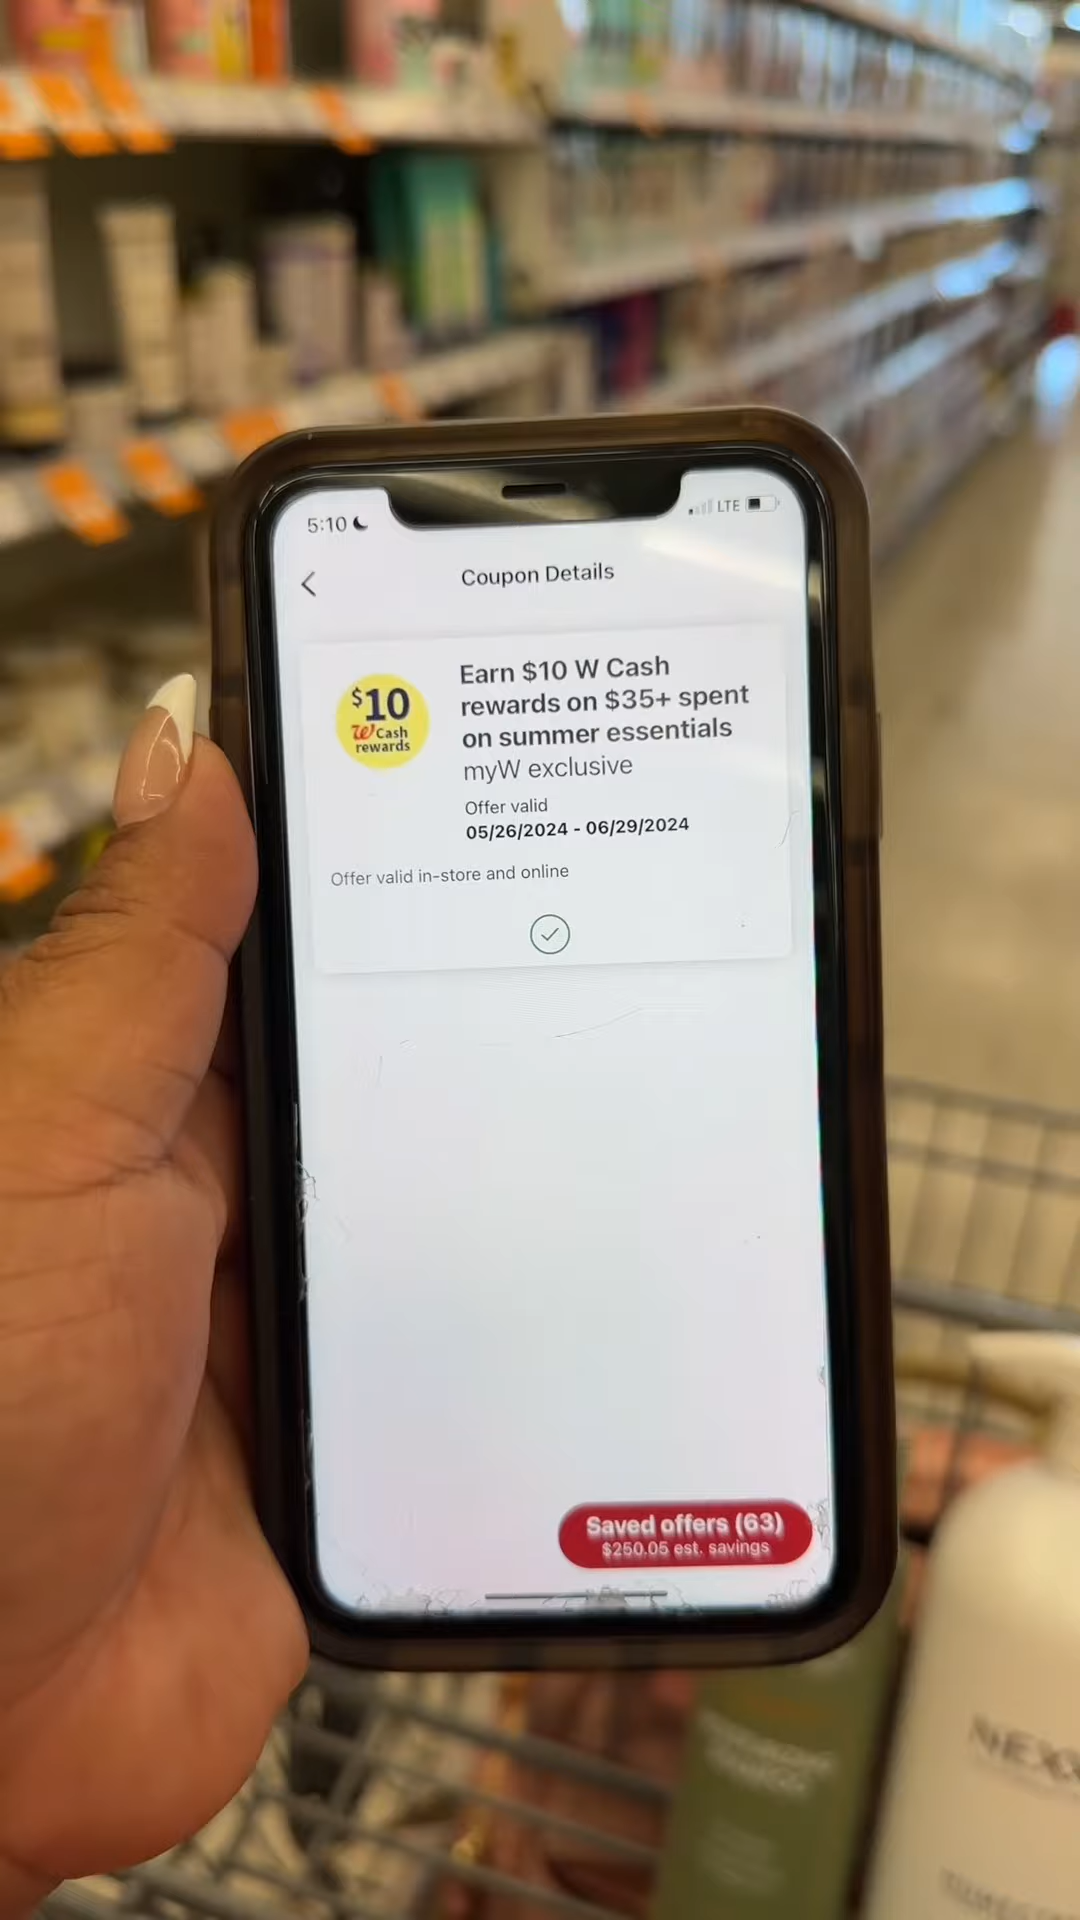 5:10
LTE
Coupon Details
$10
W Cash
rewards
Earn $10 W Cash
rewards on $35+ spent
on summer essentials
myW exclusive
Offer valid
05/26/2024 - 06/29/2024
Offer valid in-store and online
Saved offers (63)
$250.05 est. savings